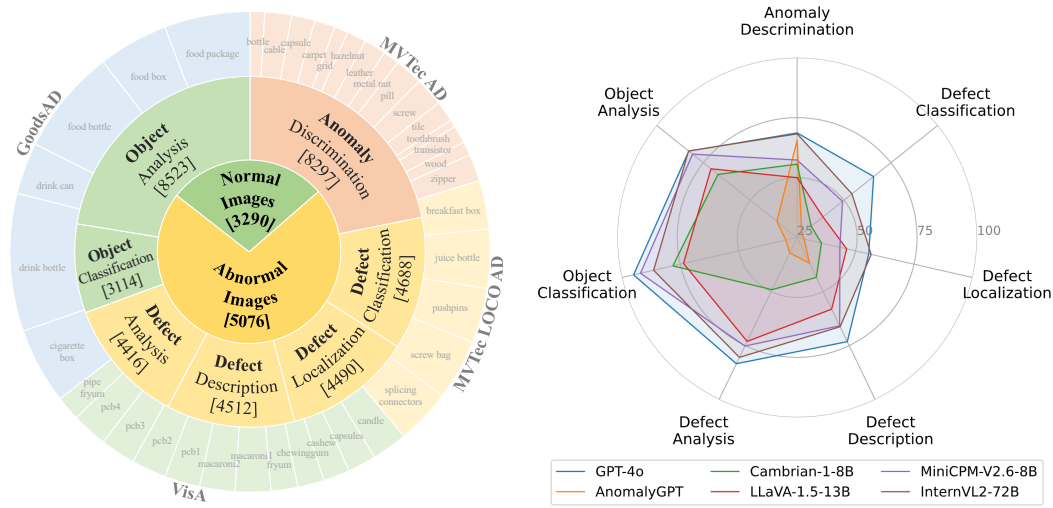 GoodsAD
MVTec AD
MVTec LOCO AD
VisA
food package
food box
food bottle
drink can
drink bottle
cigarette
box
bottle
cable
capsule
carpet
grid
hazelnut
leather
metal nut
pill
screw
tile
toothbrush
transistor
wood
zipper
breakfast box
juice bottle
pushpins
screw bag
splicing
connectors
candle
capsules
cashew
chewinggum
fryum
macaroni1
macaroni2
pcb1
pcb2
pcb3
pcb4
pipe
fryum
Object
Analysis
[8523]
Anomaly
Discrimination
[8297]
Normal
Images
[3290]
Abnormal
Images
[5076]
Object
Classification
[3114]
Defect
Analysis
[4416]
Defect
Description
[4512]
Defect
Localization
[4490]
Defect
Classification
[4688]
Anomaly
Descrimination
Object
Analysis
Defect
Classification
25
50
75
100
Object
Classification
Defect
Localization
Defect
Analysis
Defect
Description
GPT-4o
AnomalyGPT
Cambrian-1-8B
LLaVA-1.5-13B
MiniCPM-V2.6-8B
InternVL2-72B